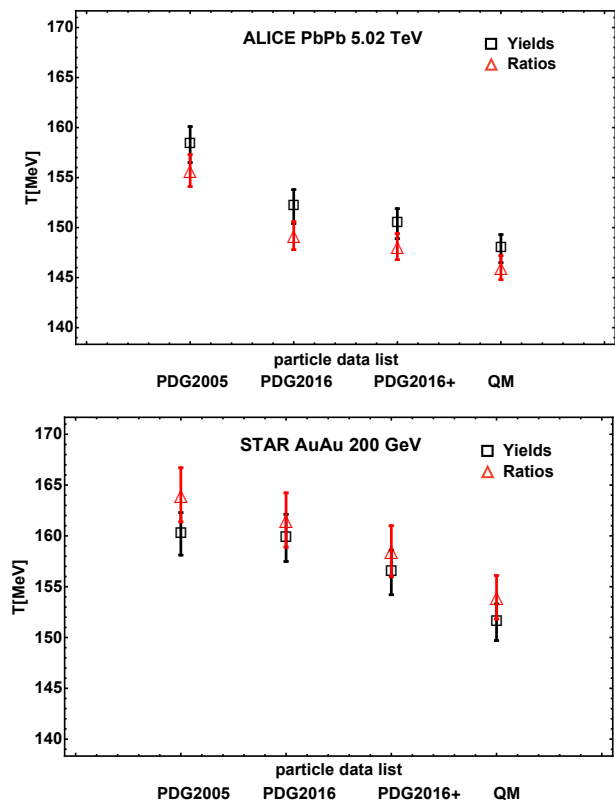 ALICE PbPb 5.02 TeV
Yields
Ratios
170
165
160
155
150
145
140
T[MeV]
particle data list
PDG2005 PDG2016 PDG2016+ QM
STAR AuAu 200 GeV
Yields
Ratios
170
165
160
155
150
145
140
T[MeV]
particle data list
PDG2005 PDG2016 PDG2016+ QM